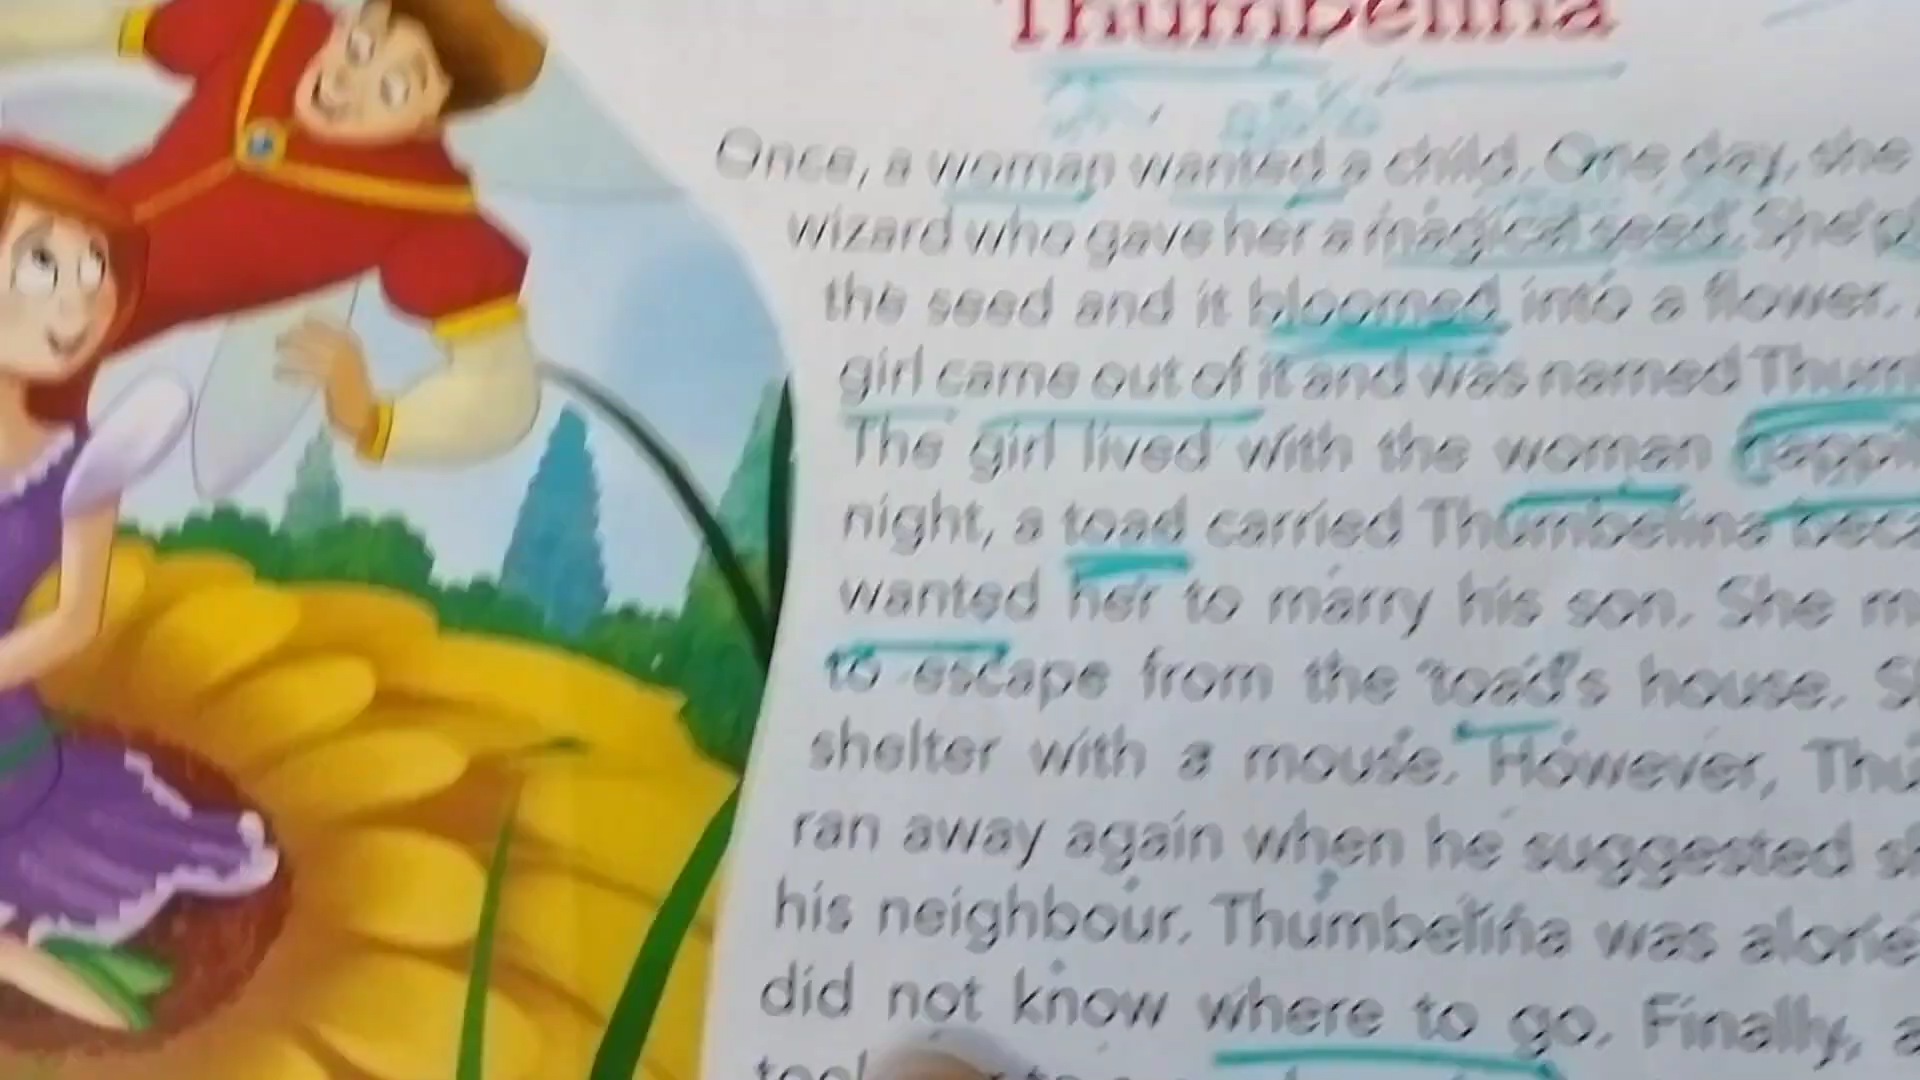 Thumbelina
Once, a woman wanted a child. One day, she
wizard who gave her a magical seed. She
the seed and it bloomed into a flower.
girl came out of it and was named
The girl lived with the woman
night, a toad carried Thumbelina
wanted her to marry his son. She
to escape from the toad's house.
shelter with a mouse. However,
ran away again when he suggested
his neighbour. Thumbelina was alone
did not know where to go. Finally,